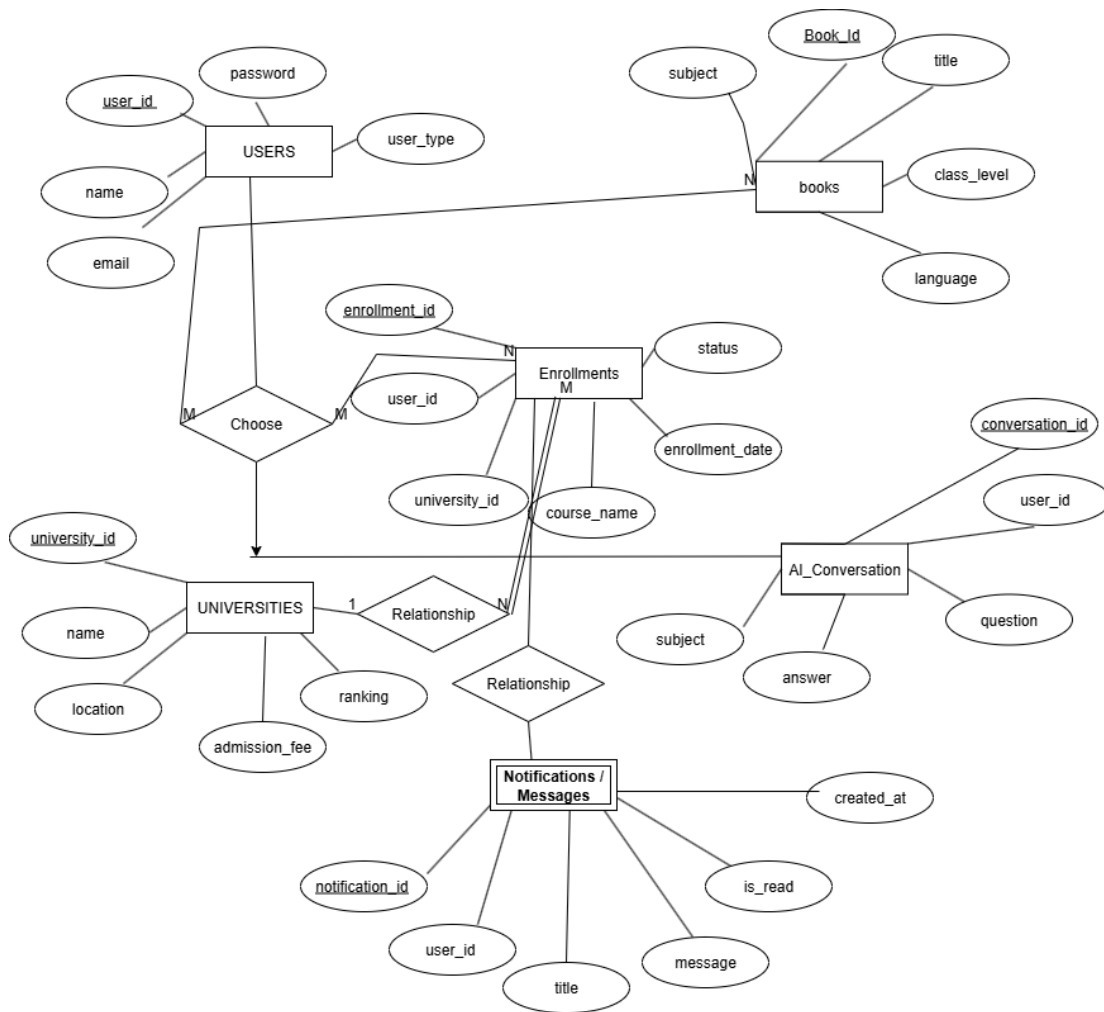 Book_Id
password
title
subject
user_id
user_type
USERS
class_level
N
books
name
email
language
enrollment_id
status
N
Enrollments
M
user_id
M
M
Choose
enrollment_date
conversation_id
university_id
course_name
user_id
university_id
AI_Conversation
UNIVERSITIES
1
Relationship
N
question
name
subject
answer
Relationship
ranking
location
admission_fee
Notifications /
Messages
created_at
notification_id
is_read
user_id
message
title